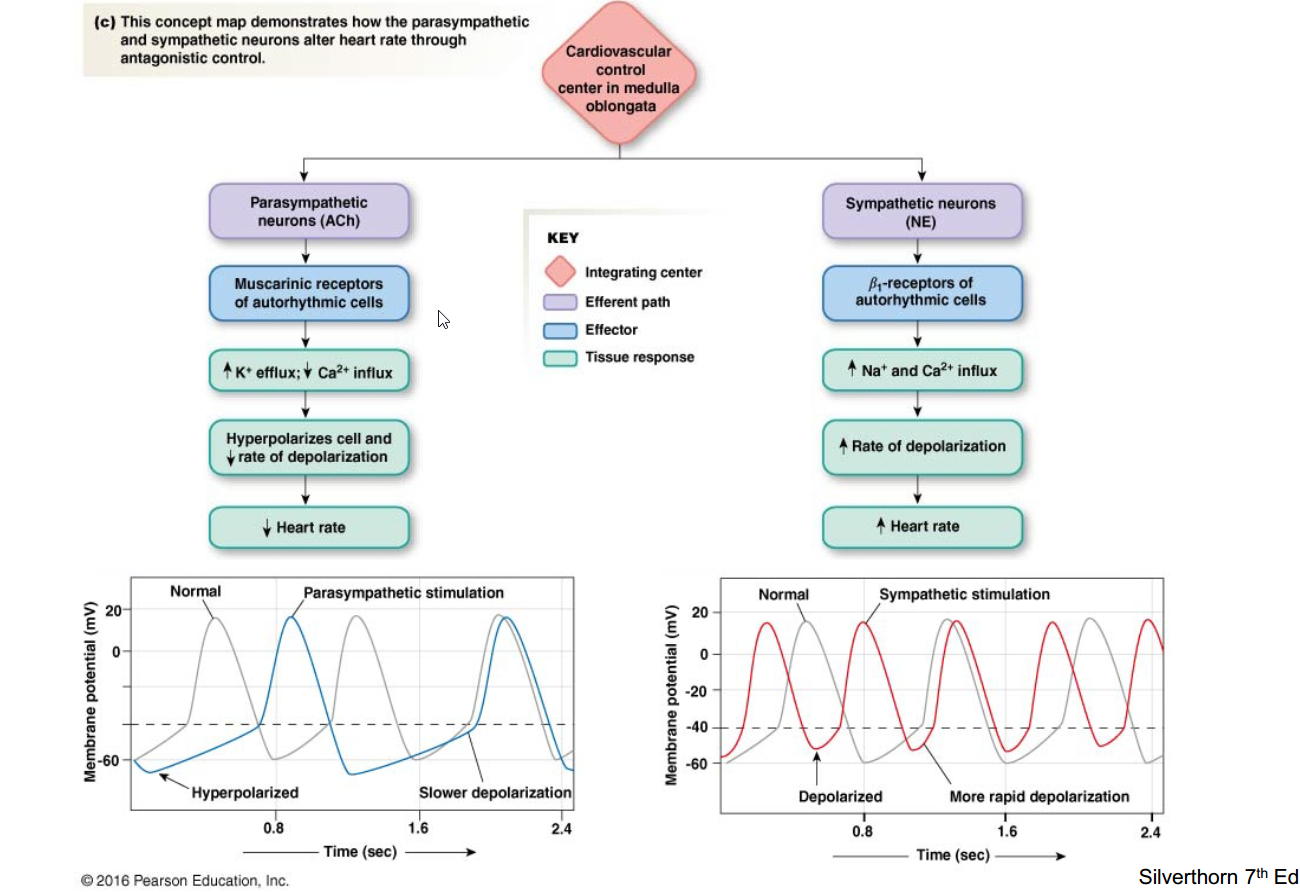 (c) This concept map demonstrates how the parasympathetic
and sympathetic neurons alter heart rate through
antagonistic control.
Cardiovascular
control
center in medulla
oblongata
Parasympathetic
neurons (ACh)
Muscarinic receptors
of autorhythmic cells
↑ K⁺ efflux; ↓ Ca²⁺ influx
Hyperpolarizes cell and
↓ rate of depolarization
↓ Heart rate
KEY
Integrating center
Efferent path
Effector
Tissue response
Sympathetic neurons
(NE)
β₁-receptors of
autorhythmic cells
↑ Na⁺ and Ca²⁺ influx
↑ Rate of depolarization
↑ Heart rate
Normal
Parasympathetic stimulation
Membrane potential (mV)
20
0
-60
Hyperpolarized
Slower depolarization
0.8
1.6
2.4
Time (sec)
Normal
Sympathetic stimulation
Membrane potential (mV)
20
0
-20
-40
-60
Depolarized
More rapid depolarization
0.8
1.6
2.4
Time (sec)
© 2016 Pearson Education, Inc.
Silverthorn 7th Ed